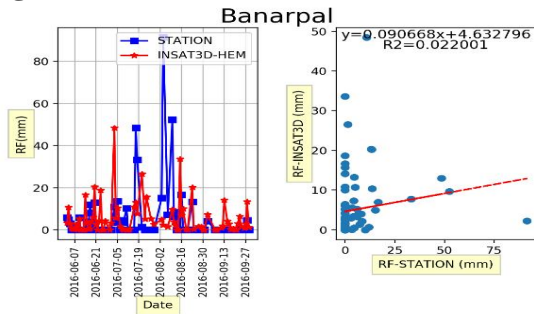 Banarpal
STATION
INSAT3D-HEM
80
60
40
20
0
RF(mm)
2016-06-07
2016-06-21
2016-07-05
2016-07-19
2016-08-02
2016-08-16
2016-08-30
2016-09-13
2016-09-27
Date
y=0.090668x+4.632796
R2=0.022001
50
40
30
20
10
0
RF-INSAT3D (mm)
0 25 50 75
RF-STATION (mm)